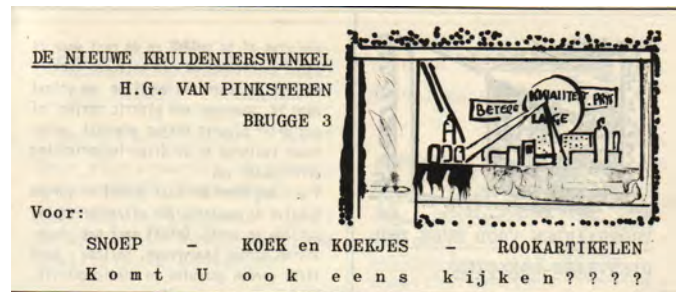 DE NIEUWE KRUIDENIERSWINKEL
H.G. VAN PINKSTEREN
BRUGGE 3
BETERE
KWALITEIT
LAGE
PRYS
Voor:
SNOEP - KOEK en KOEKJES - ROOKARTIKELEN
Komt U ook eens kijken????